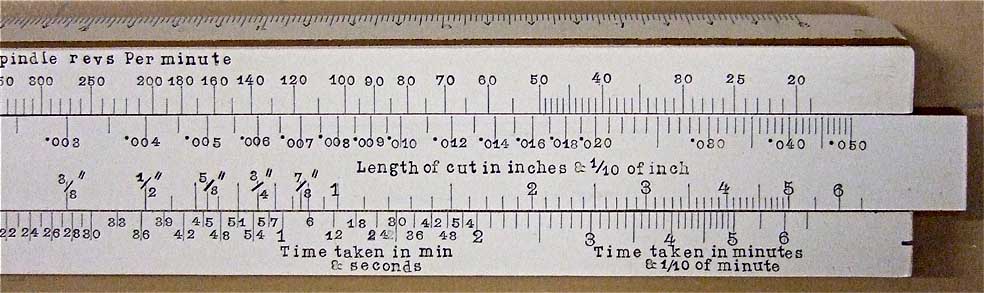 pindle revs Per minute
50 300 260 200 180 160 140 120 100 90 80 70 60 50 40 30 25 20
.003 .004 .005 .006 .007 .008 .009 .010 .012 .014 .016 .018 .020 .030 .040 .050
Length of cut in inches & 1/10 of inch
3/8" 1/2" 5/8" 3/4" 7/8" 1 2 3 4 5 6
33 39 45 51 57 6 18 30 42 54
22 24 26 28 30 36 42 48 54 1 12 24 36 48 2 3 4 5 6
Time taken in min
& seconds
Time taken in minutes
& 1/10 of minute